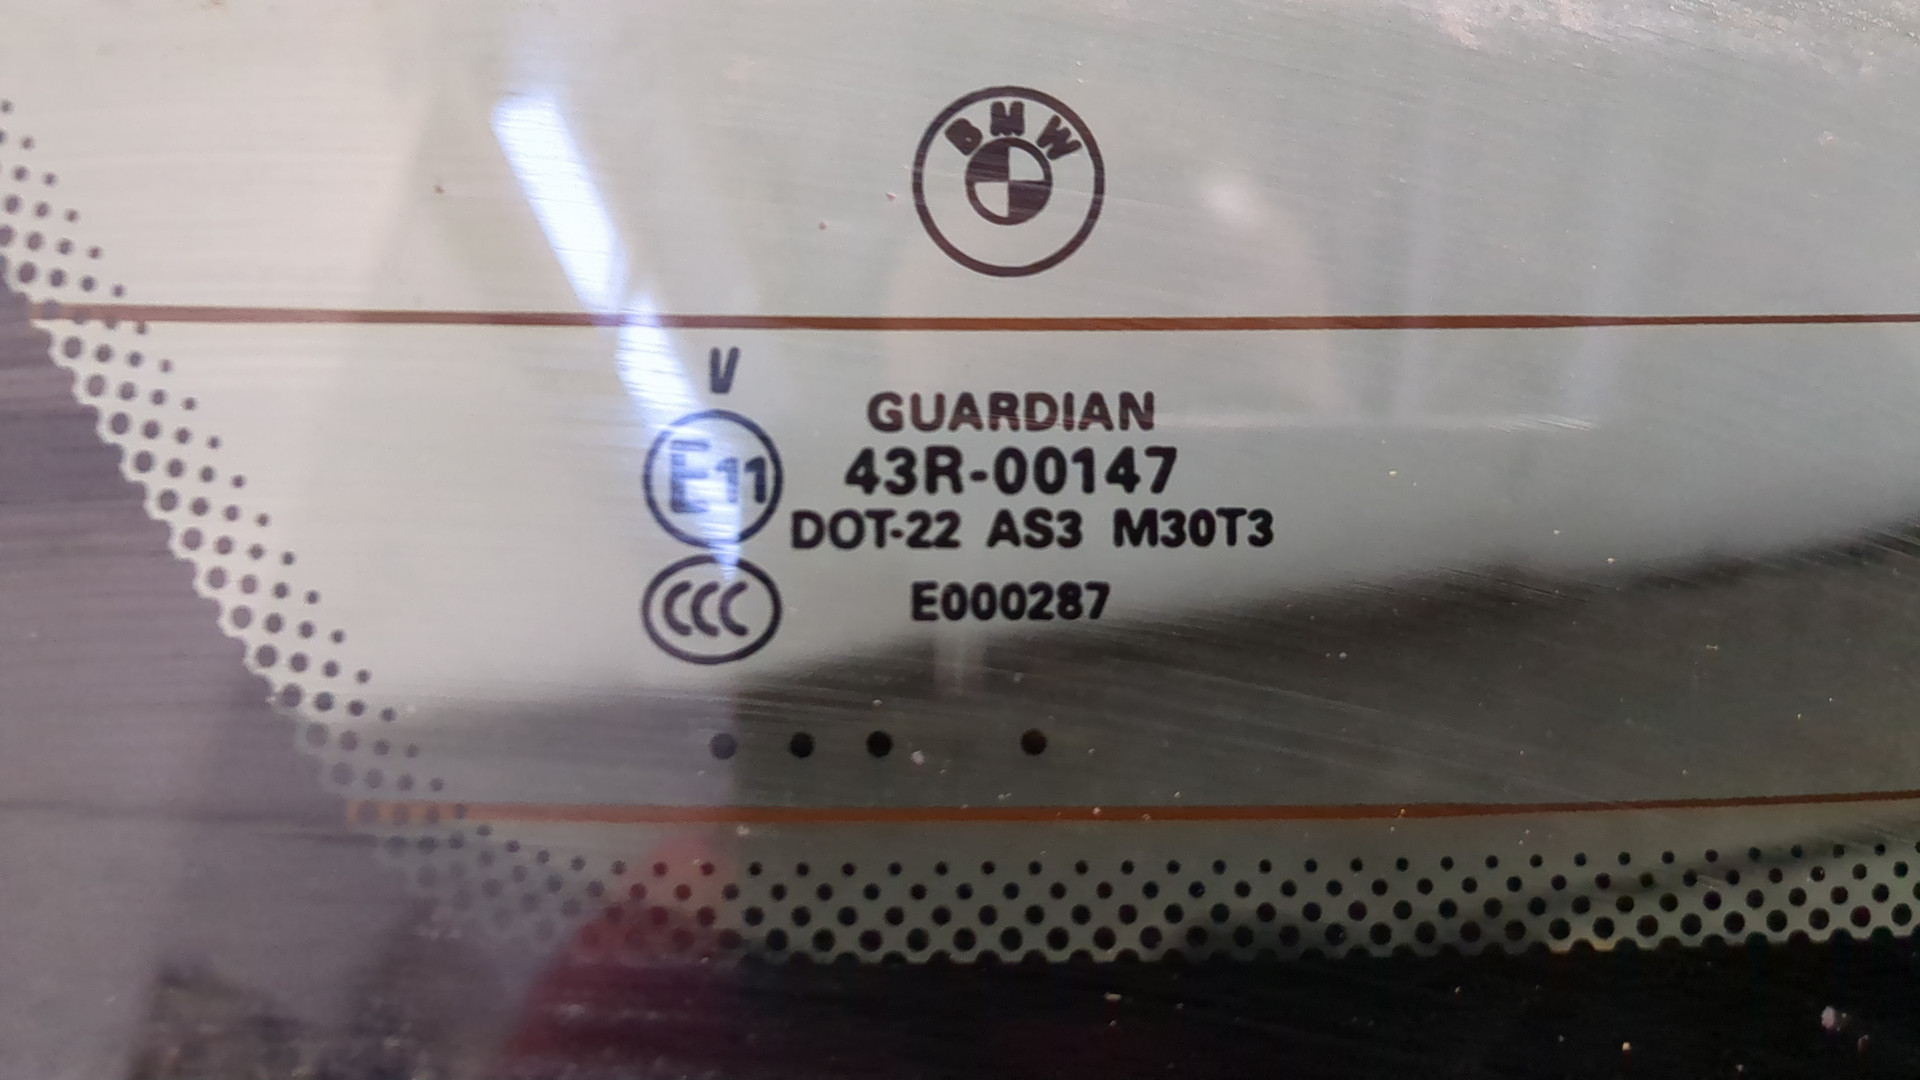 BMW
V
E11
GUARDIAN
43R-00147
DOT-22 AS3 M30T3
CCC
E000287